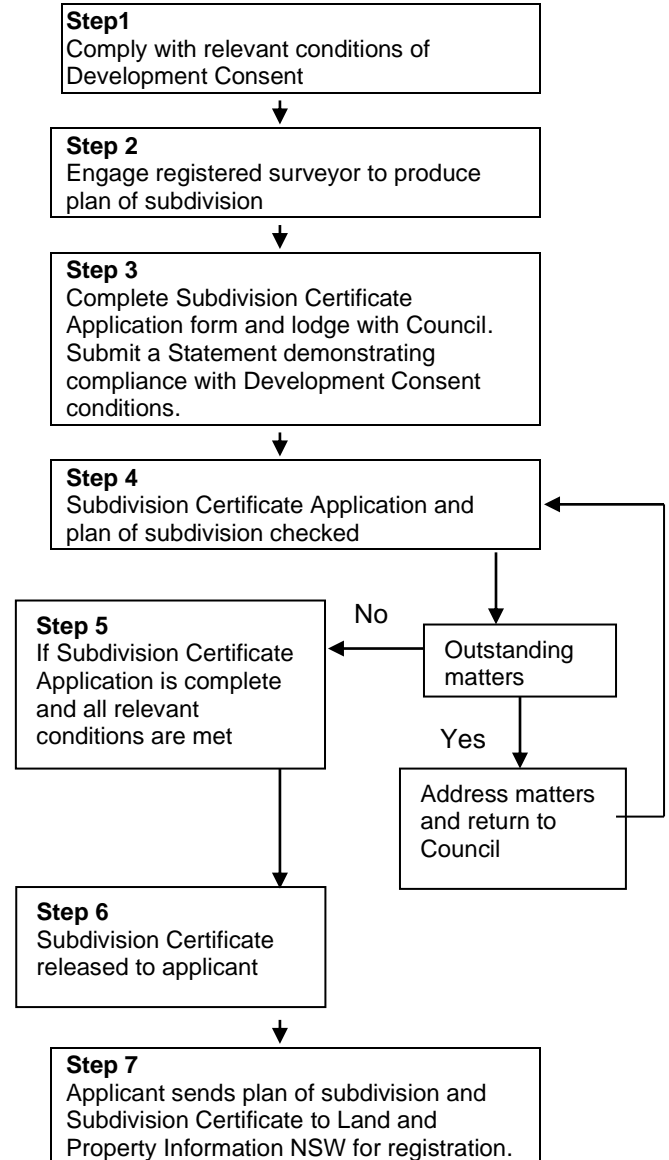 Step1
Comply with relevant conditions of
Development Consent
Step 2
Engage registered surveyor to produce
plan of subdivision
Step 3
Complete Subdivision Certificate
Application form and lodge with Council.
Submit a Statement demonstrating
compliance with Development Consent
conditions.
Step 4
Subdivision Certificate Application and
plan of subdivision checked
No
Outstanding
matters
Yes
Address matters
and return to
Council
Step 5
If Subdivision Certificate
Application is complete
and all relevant
conditions are met
Step 6
Subdivision Certificate
released to applicant
Step 7
Applicant sends plan of subdivision and
Subdivision Certificate to Land and
Property Information NSW for registration.